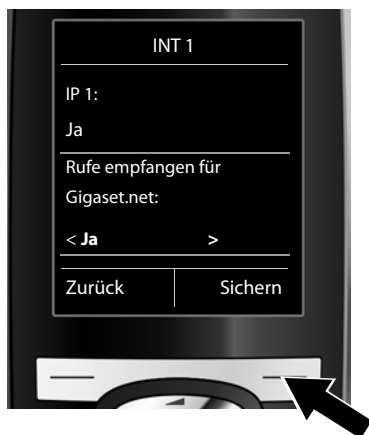 INT 1
IP 1:
Ja
Rufe empfangen für
Gigaset.net:
< Ja >
Zurück Sichern